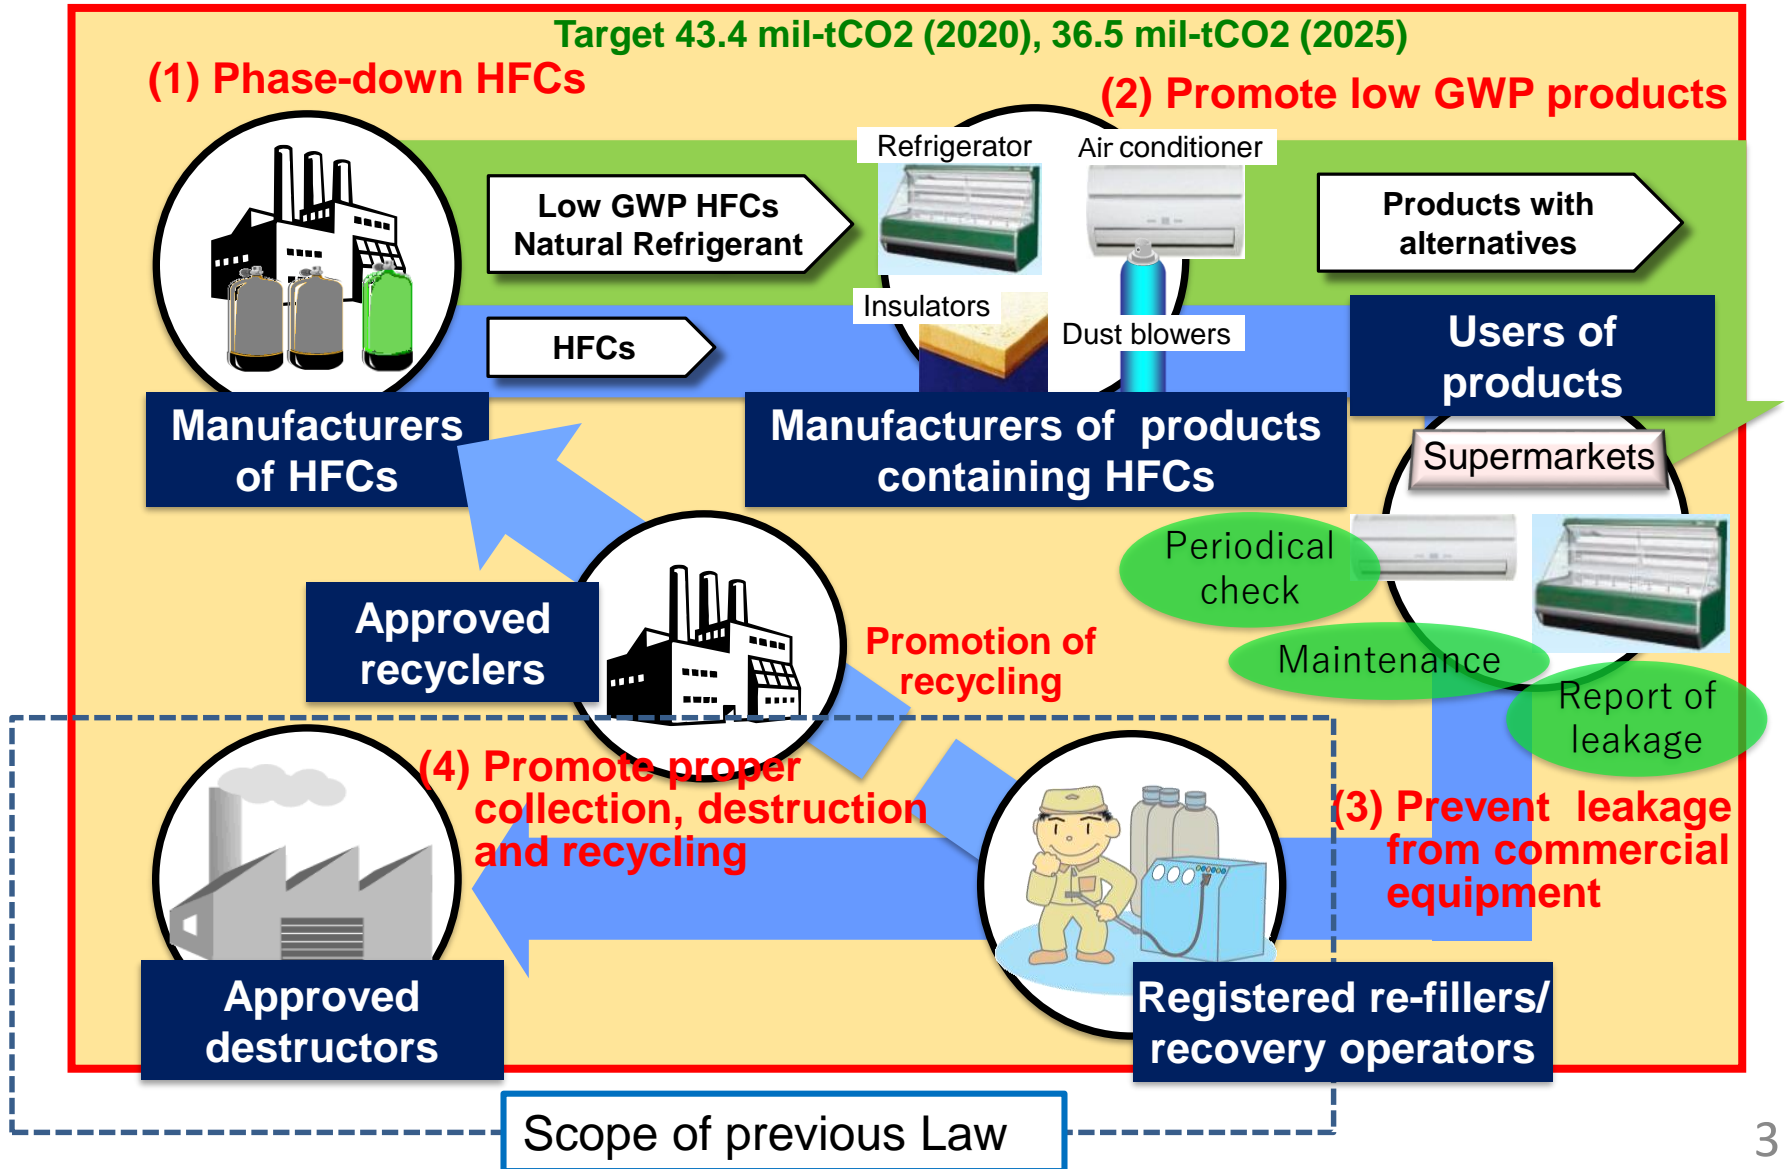 Target 43.4 mil-tCO2 (2020), 36.5 mil-tCO2 (2025)
(1) Phase-down HFCs
(2) Promote low GWP products
Refrigerator
Air conditioner
Low GWP HFCs
Natural Refrigerant
Products with
alternatives
Insulators
Dust blowers
HFCs
Users of
products
Manufacturers
of HFCs
Manufacturers of products
containing HFCs
Supermarkets
Periodical
check
Approved
recyclers
Promotion of
recycling
Maintenance
Report of
leakage
(4) Promote proper
collection, destruction
and recycling
(3) Prevent leakage
from commercial
equipment
Approved
destructors
Registered re-fillers/
recovery operators
Scope of previous Law
3